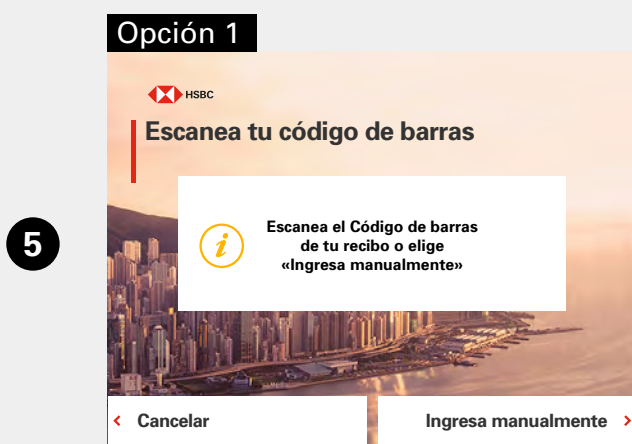 Opción 1
HSBC
Escanea tu código de barras
5
i
Escanea el Código de barras
de tu recibo o elige
«Ingresa manualmente»
< Cancelar
Ingresa manualmente >